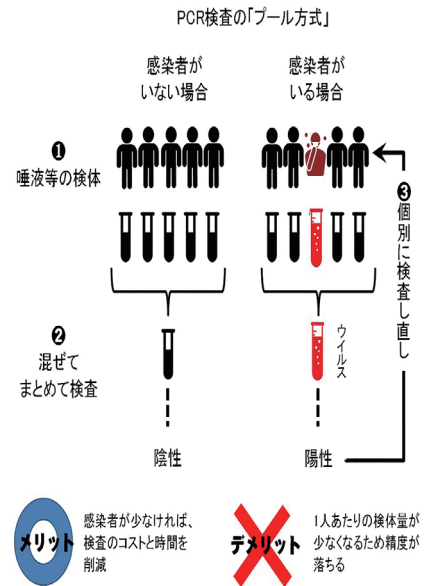 PCR検査の「プール方式」
感染者が
いない場合
感染者が
いる場合
❶
唾液等の検体
❸個別に検査し直し
❷
混ぜて
まとめて検査
ウイルス
陰性
陽性
メリット
感染者が少なければ、
検査のコストと時間を
削減
デメリット
1人あたりの検体量が
少なくなるため精度が
落ちる